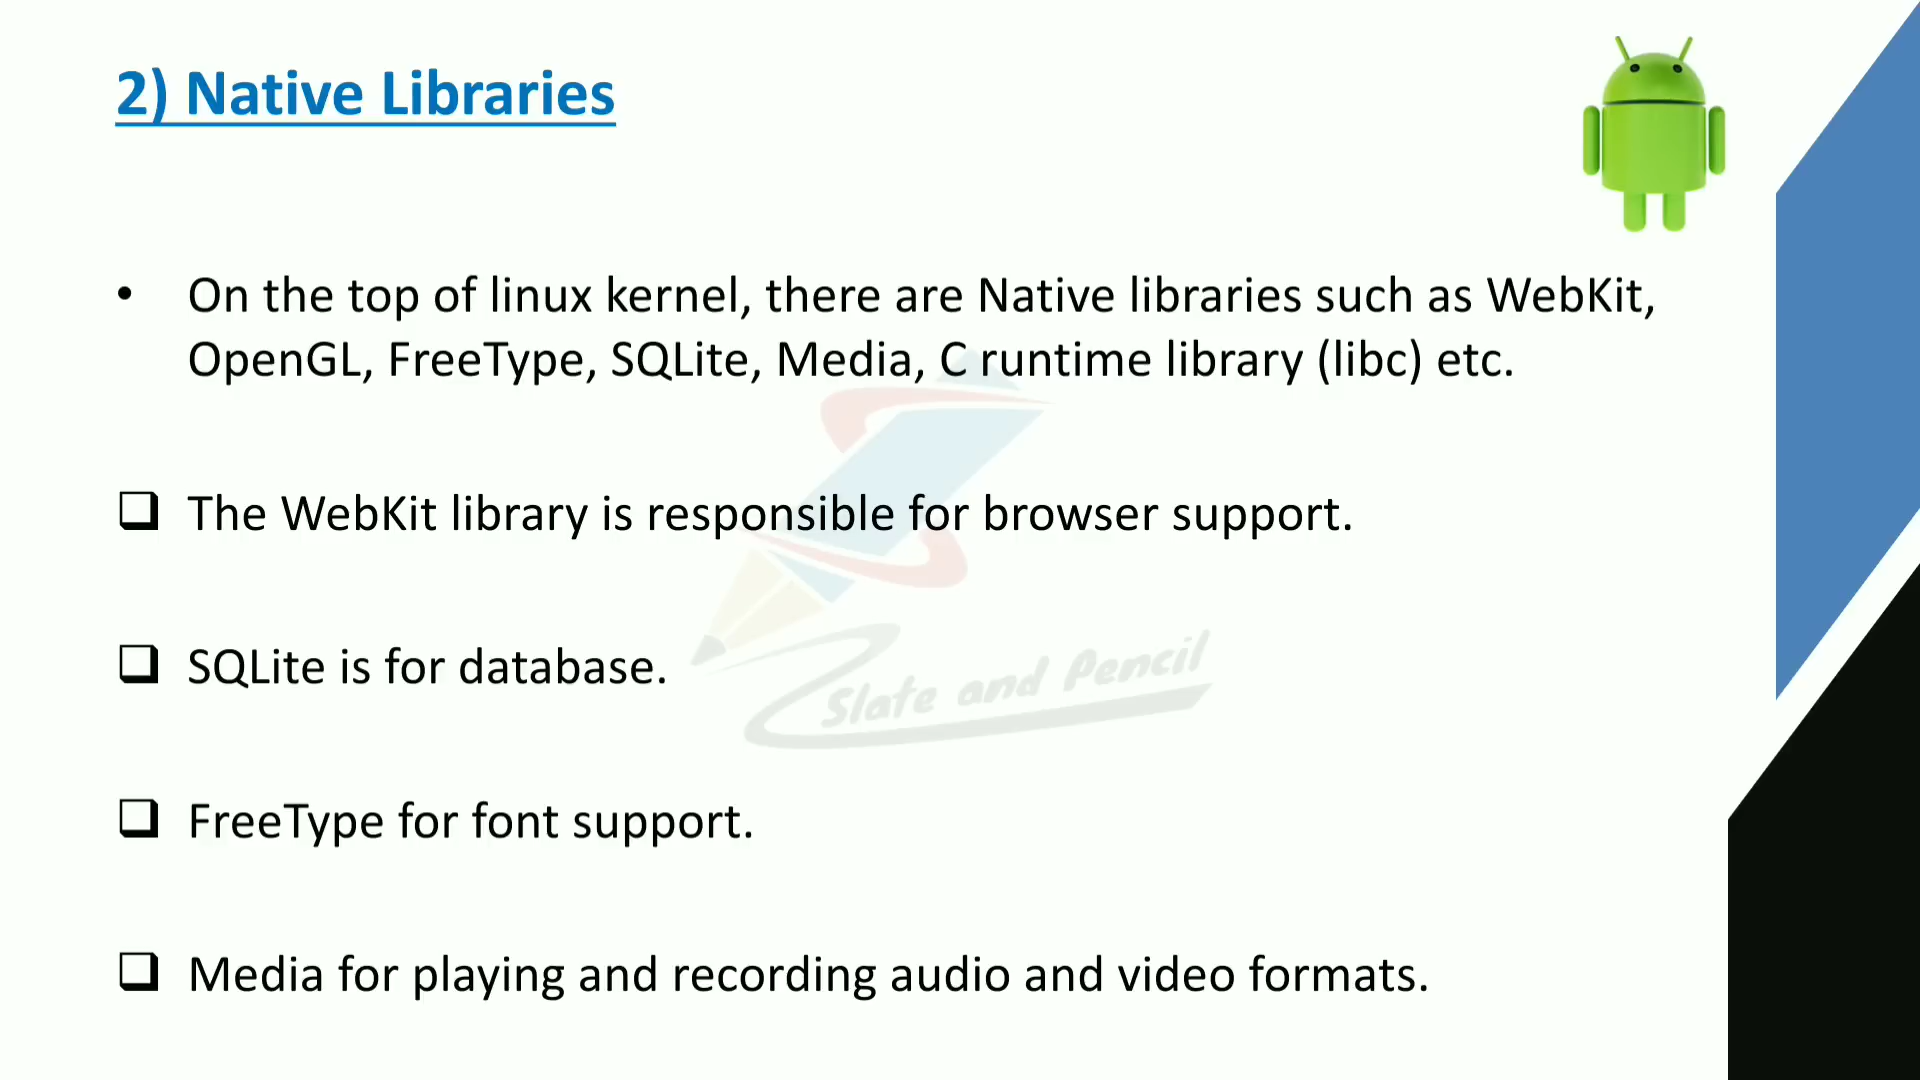 2) Native Libraries
• On the top of linux kernel, there are Native libraries such as WebKit,
OpenGL, FreeType, SQLite, Media, C runtime library (libc) etc.
❑ The WebKit library is responsible for browser support.
❑ SQLite is for database.
Slate and Pencil
❑ FreeType for font support.
❑ Media for playing and recording audio and video formats.